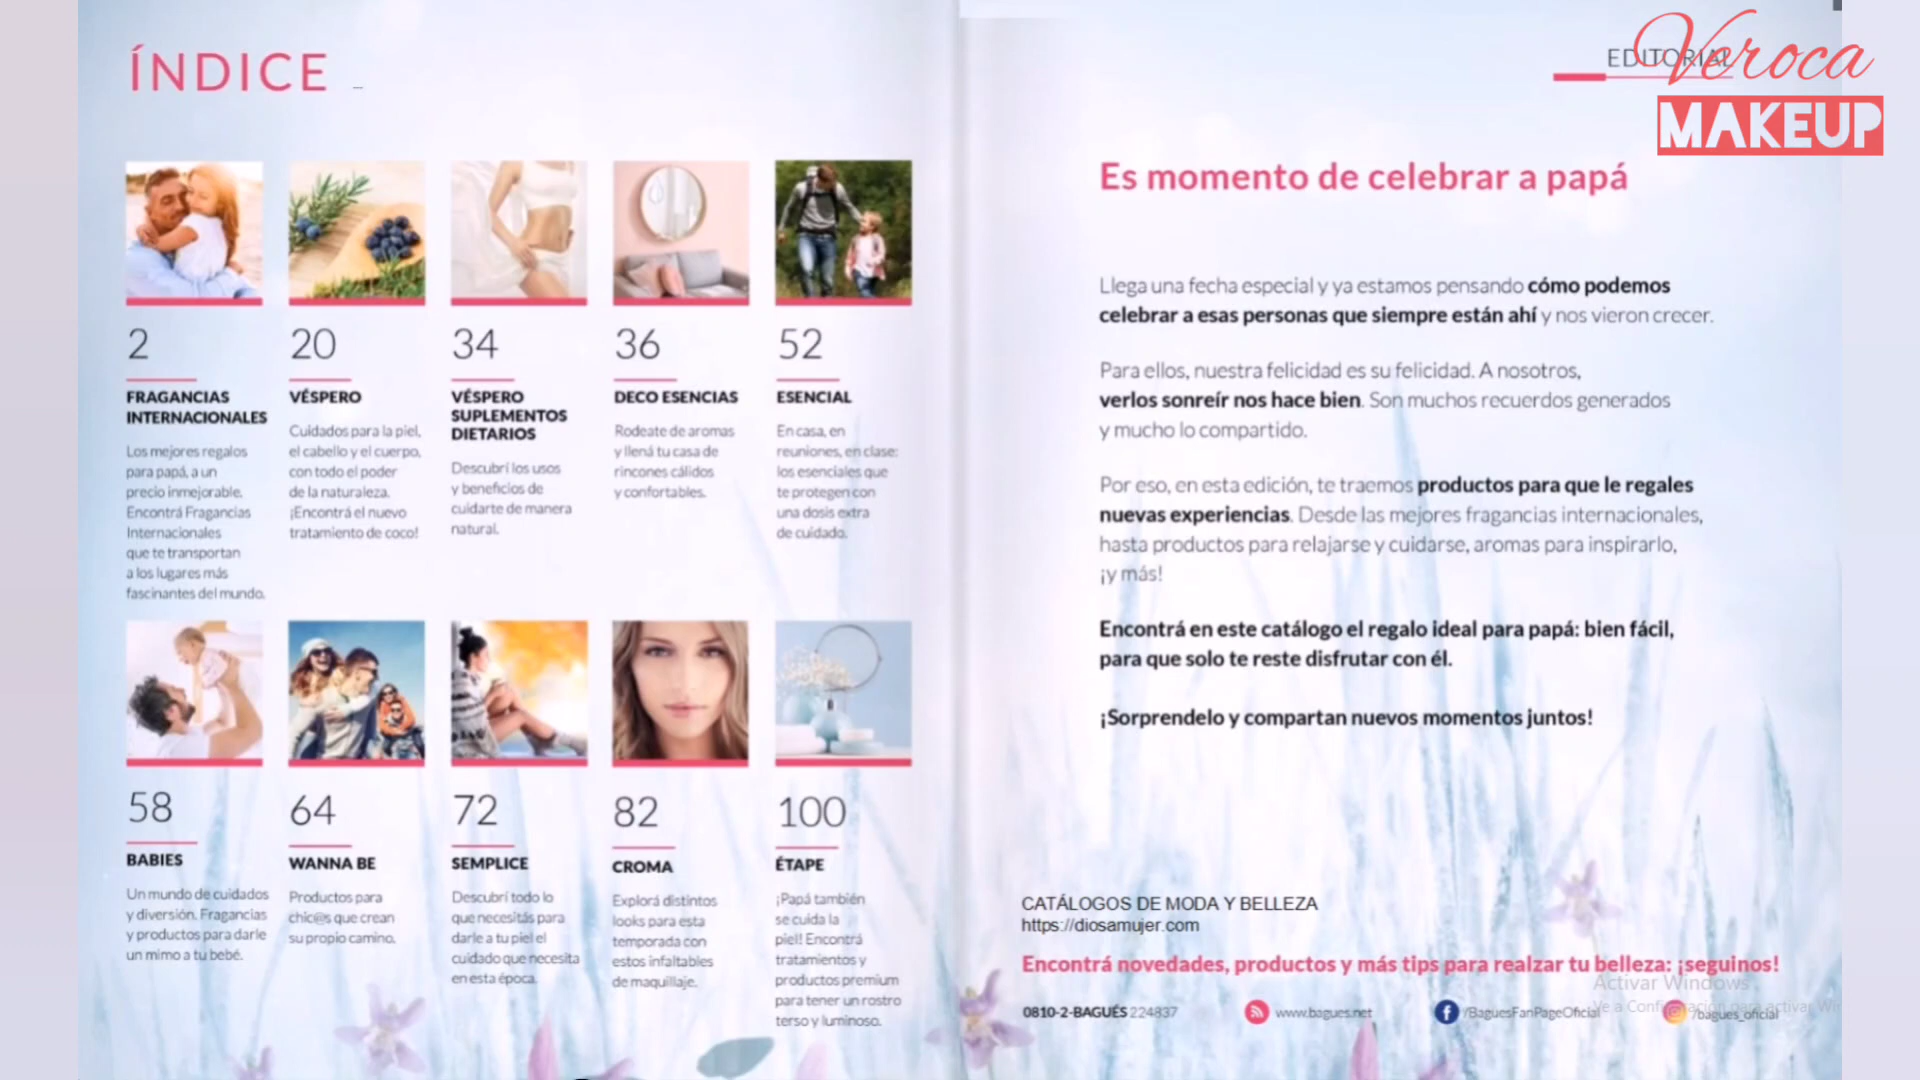 ÍNDICE
2
FRAGANCIAS
INTERNACIONALES
Los mejores regalos
para papá, a un
precio inmejorable.
Encontrá Fragancias
Internacionales
que te transportan
a los lugares más
fascinantes del mundo.
20
VÉSPERO
Cuidados para la piel,
el cabello y el cuerpo,
con todo el poder
de la naturaleza.
¡Encontrá el nuevo
tratamiento de coco!
34
VÉSPERO
SUPLEMENTOS
DIETARIOS
Descubrí los usos
y beneficios de
cuidarte de manera
natural.
36
DECO ESENCIAS
Rodeate de aromas
y llená tu casa de
rincones cálidos
y confortables.
52
ESENCIAL
En casa, en
reuniones, en clase:
los esenciales que
te protegen con
una dosis extra
de cuidado.
58
BABIES
Un mundo de cuidados
y diversión. Fragancias
y productos para darle
un mimo a tu bebé.
64
WANNA BE
Productos para
chic@s que crean
su propio camino.
72
SEMPLICE
Descubrí todo lo
que necesitás para
darle a tu piel el
cuidado que necesita
en esta época.
82
CROMA
Explorá distintos
looks para esta
temporada con
estos infaltables
de maquillaje.
100
ÉTAPE
¡Papá también
se cuida la
piel! Encontrá
tratamientos y
productos premium
para tener un rostro
terso y luminoso.
EDITORIAL
Veroca
MAKEUP
Es momento de celebrar a papá
Llega una fecha especial y ya estamos pensando cómo podemos
celebrar a esas personas que siempre están ahí y nos vieron crecer.
Para ellos, nuestra felicidad es su felicidad. A nosotros,
verlos sonreír nos hace bien. Son muchos recuerdos generados
y mucho lo compartido.
Por eso, en esta edición, te traemos productos para que le regales
nuevas experiencias. Desde las mejores fragancias internacionales,
hasta productos para relajarse y cuidarse, aromas para inspirarlo,
¡y más!
Encontrá en este catálogo el regalo ideal para papá: bien fácil,
para que solo te reste disfrutar con él.
¡Sorprendelo y compartan nuevos momentos juntos!
CATÁLOGOS DE MODA Y BELLEZA
https://diosamujer.com
Encontrá novedades, productos y más tips para realzar tu belleza: ¡seguinos!
Activar Windows
Ve a Configuración para activar Wi
0810-2-BAGUÉS 224837
www.bagues.net
/BaguesFanPageOficial
/bagues_oficial